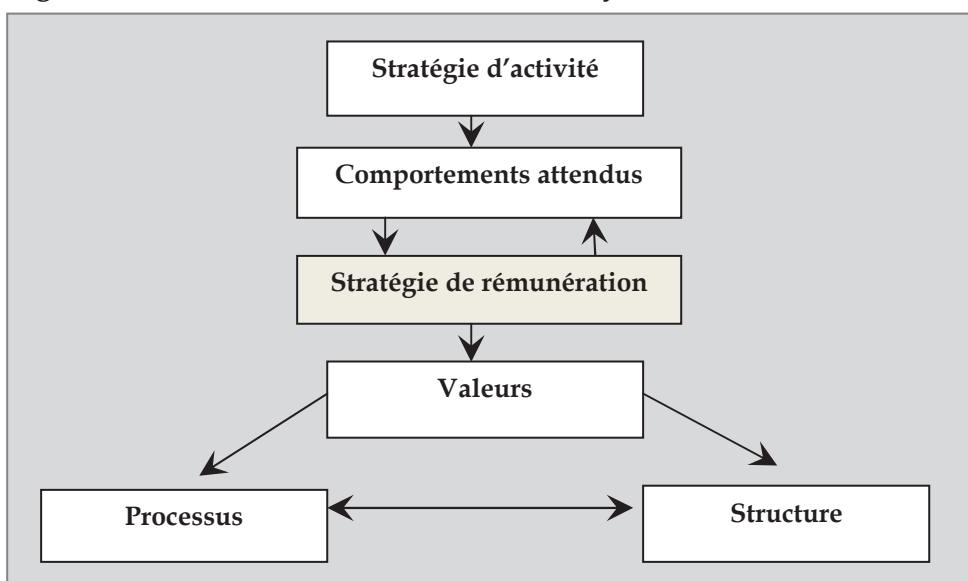 Stratégie d'activité
Comportements attendus
Stratégie de rémunération
Valeurs
Processus
Structure